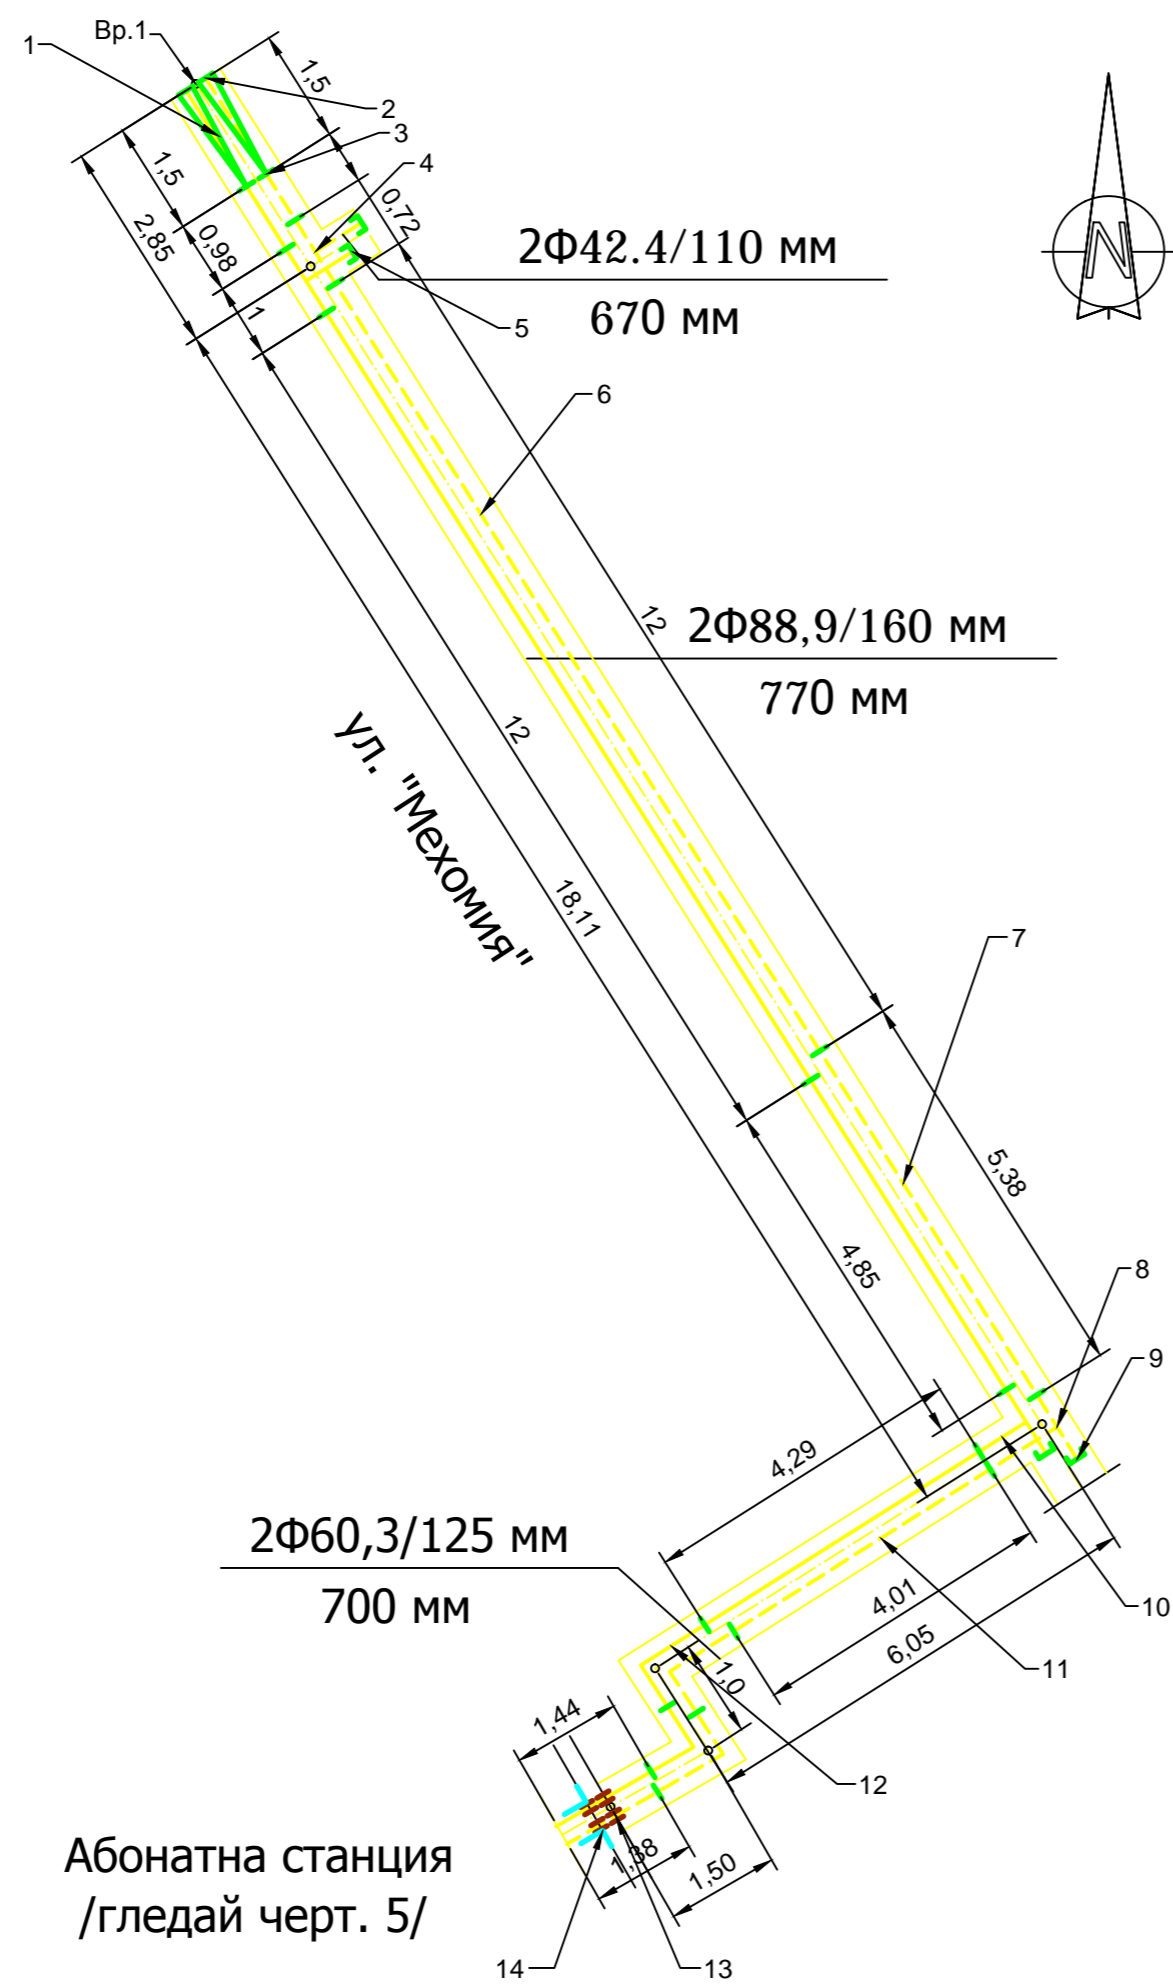 Вр.1
1
2
3
4
5
1,5
1,5
0,72
2,85
0,98
1
2Ф42.4/110 мм
670 мм
N
6
12
2Ф88,9/160 мм
770 мм
12
ул. "Мехомия"
18,11
7
5,38
4,85
8
9
4,29
2Ф60,3/125 мм
700 мм
4,01
6,05
10
11
1,0
1,44
12
1,38
1,50
Абонатна станция
/гледай черт. 5/
14
13